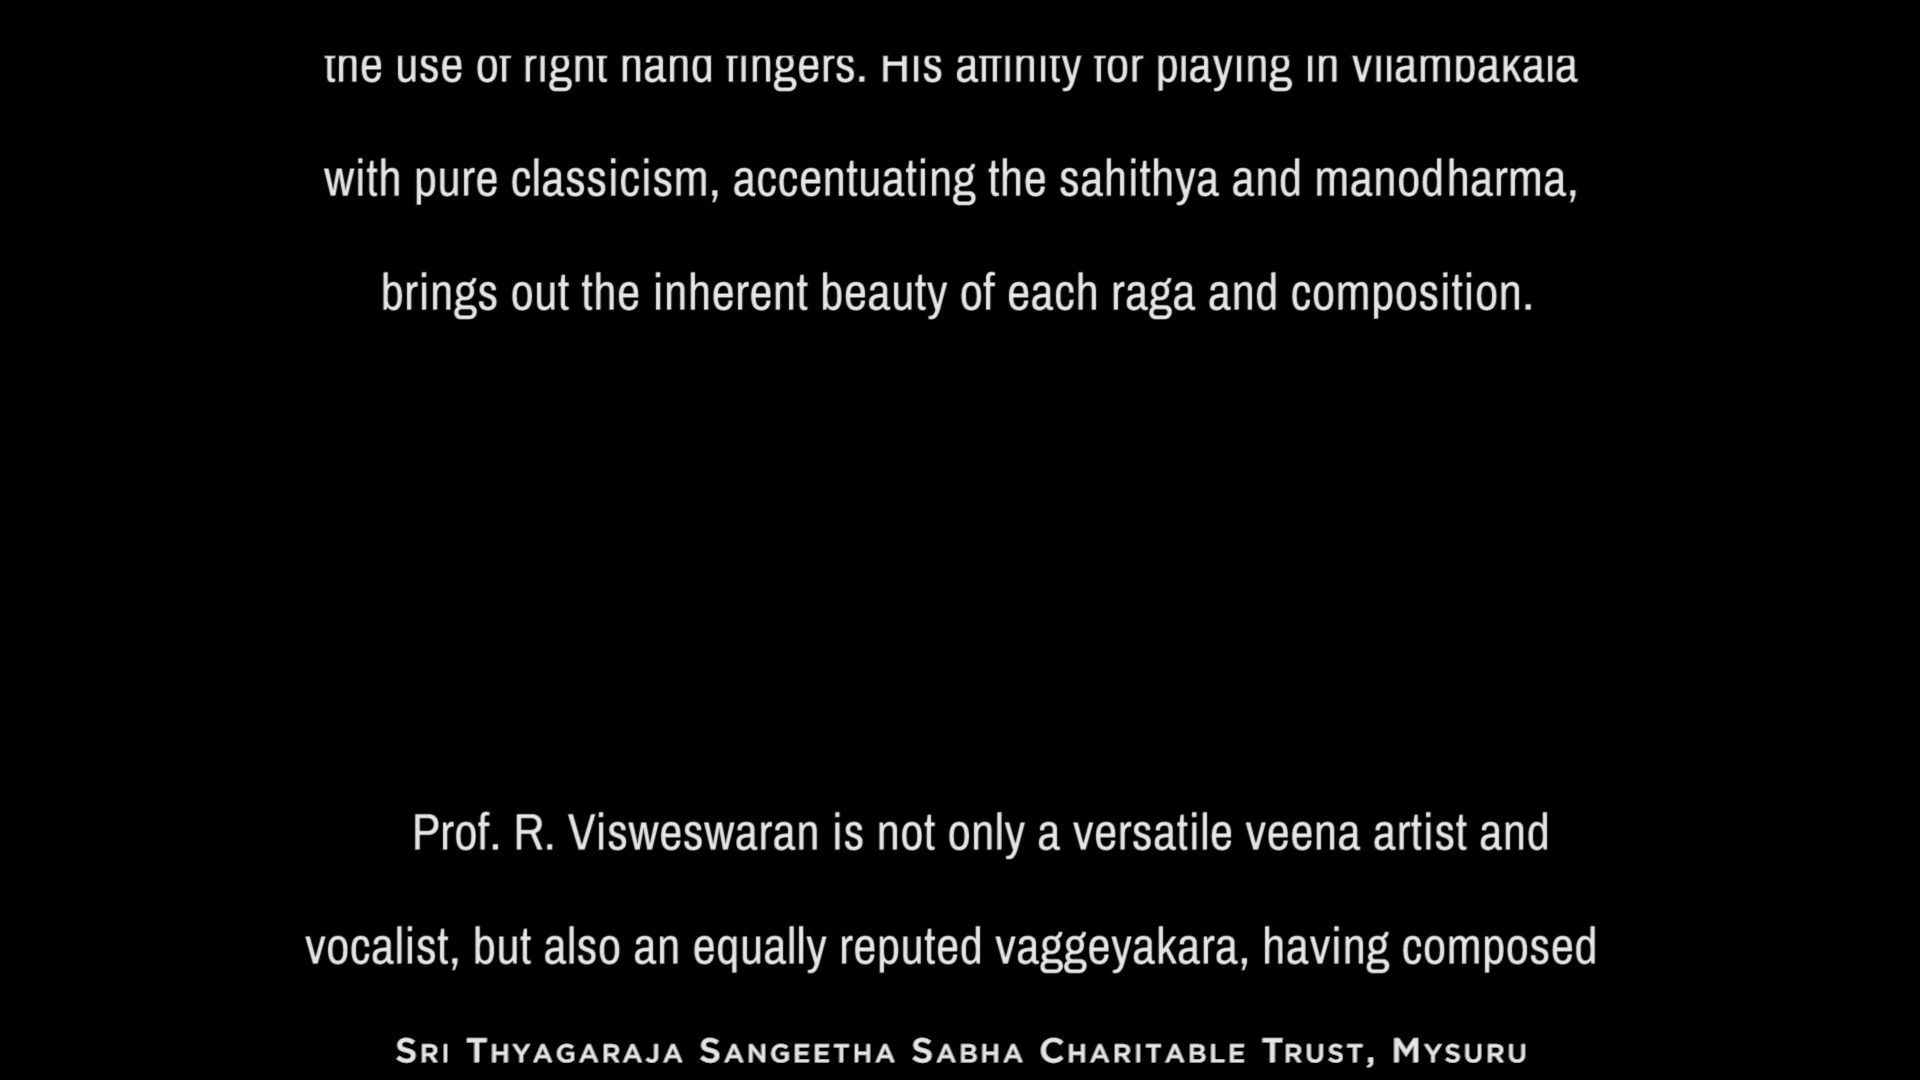 the use of right hand fingers. His affinity for playing in vilambakala
with pure classicism, accentuating the sahithya and manodharma,
brings out the inherent beauty of each raga and composition.
Prof. R. Visweswaran is not only a versatile veena artist and
vocalist, but also an equally reputed vaggeyakara, having composed
SRI THYAGARAJA SANGEETHA SABHA CHARITABLE TRUST, MYSURU